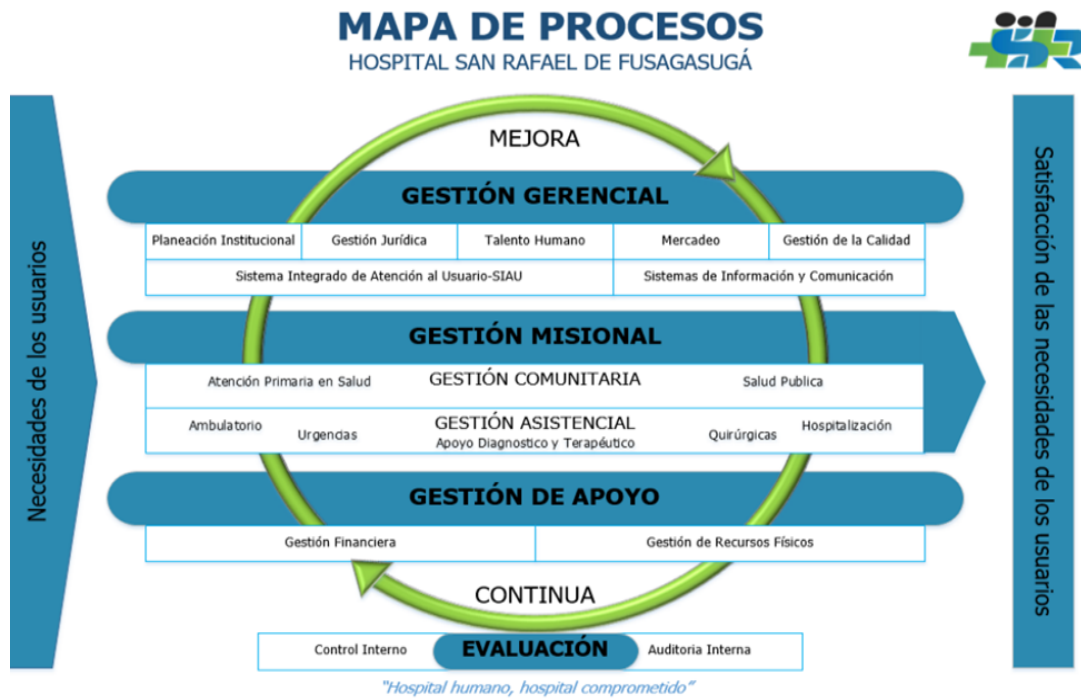 MAPA DE PROCESOS
HOSPITAL SAN RAFAEL DE FUSAGASUGÁ
Necesidades de los usuarios
MEJORA
GESTIÓN GERENCIAL
Planeación Institucional Gestión Jurídica Talento Humano Mercadeo Gestión de la Calidad
Sistema Integrado de Atención al Usuario-SIAU Sistemas de Información y Comunicación
GESTIÓN MISIONAL
Atención Primaria en Salud GESTIÓN COMUNITARIA Salud Publica
Ambulatorio Urgencias GESTIÓN ASISTENCIAL Quirúrgicas Hospitalización
Apoyo Diagnostico y Terapéutico
GESTIÓN DE APOYO
Gestión Financiera Gestión de Recursos Físicos
CONTINUA
Control Interno EVALUACIÓN Auditoria Interna
"Hospital humano, hospital comprometido"
Satisfacción de las necesidades de los usuarios